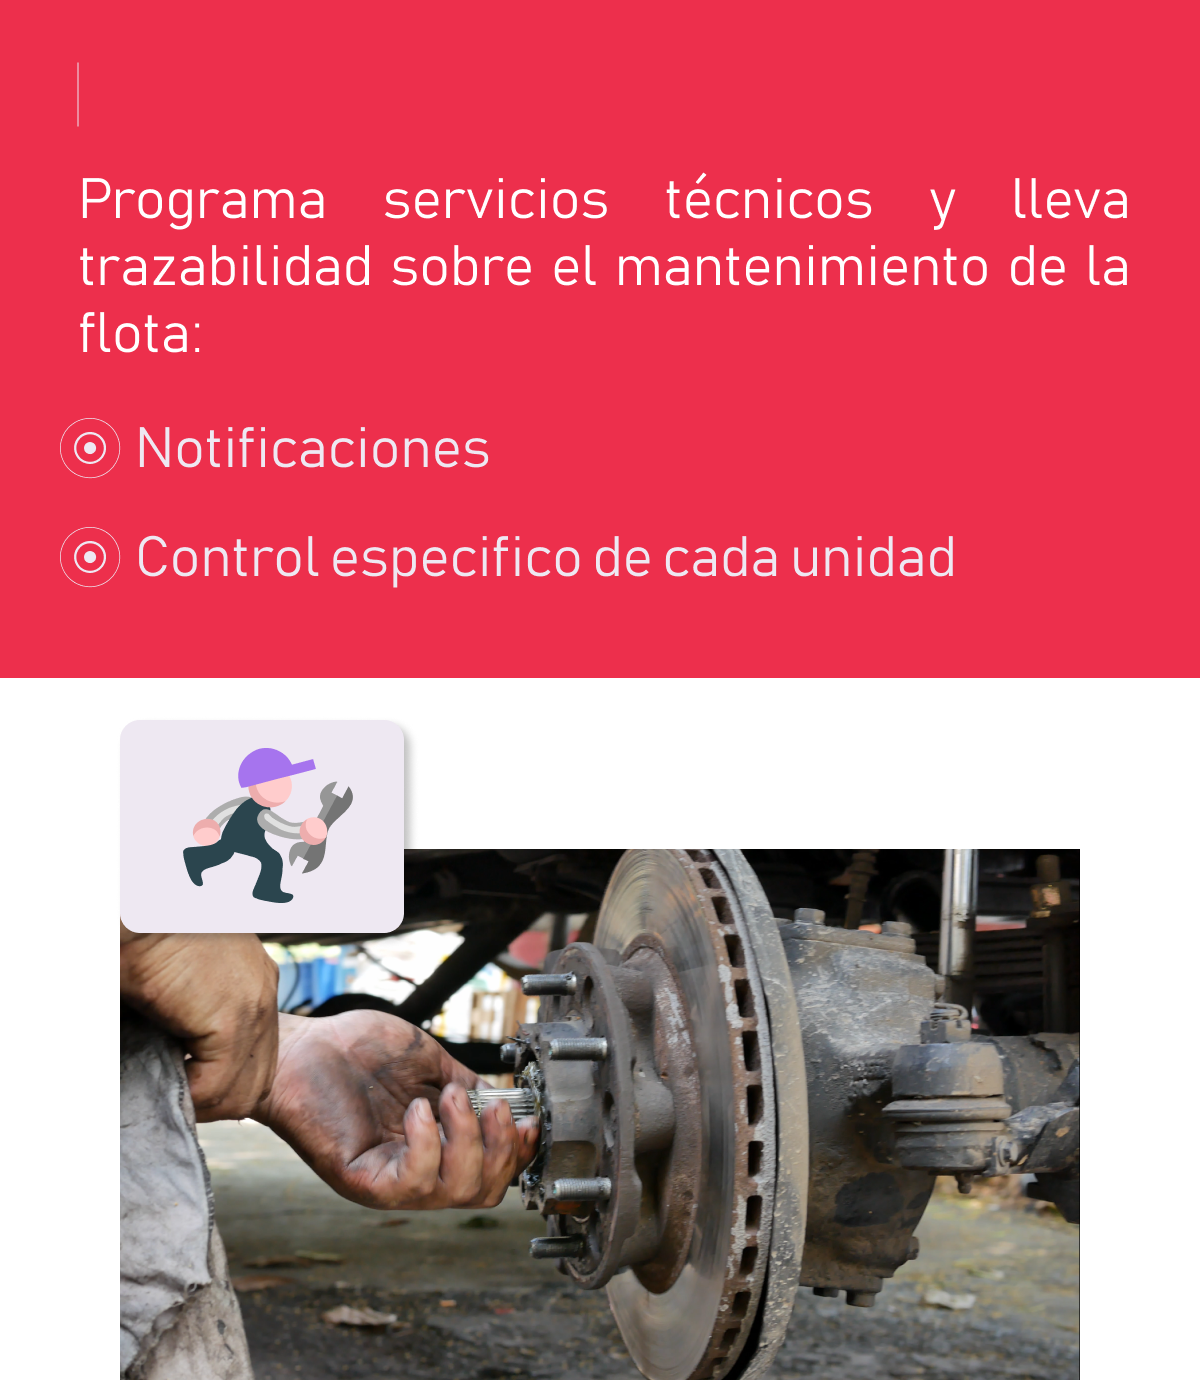 Programa servicios técnicos y lleva
trazabilidad sobre el mantenimiento de la
flota:
Notificaciones
Control especifico de cada unidad